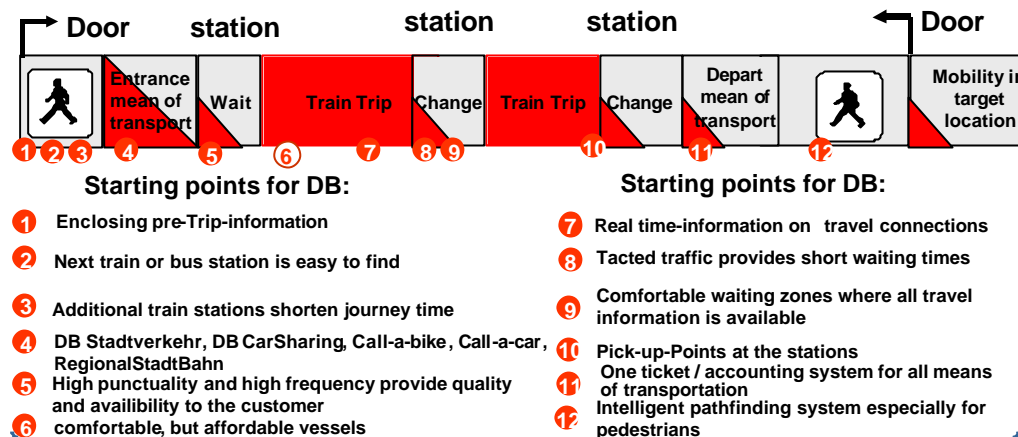 Door station station station Door
Entrance
mean of
transport
Wait
Train Trip
Change
Train Trip
Change
Depart
mean of
transport
Mobility in
target
location
1 2 3 4 5 6 7 8 9 10 11 12
Starting points for DB:
1 Enclosing pre-Trip-information
2 Next train or bus station is easy to find
3 Additional train stations shorten journey time
4 DB Stadtverkehr, DB CarSharing, Call-a-bike, Call-a-car,
RegionalStadtBahn
5 High punctuality and high frequency provide quality
and availibility to the customer
6 comfortable, but affordable vessels
Starting points for DB:
7 Real time-information on travel connections
8 Tacted traffic provides short waiting times
9 Comfortable waiting zones where all travel
information is available
10 Pick-up-Points at the stations
11 One ticket / accounting system for all means
of transportation
12 Intelligent pathfinding system especially for
pedestrians